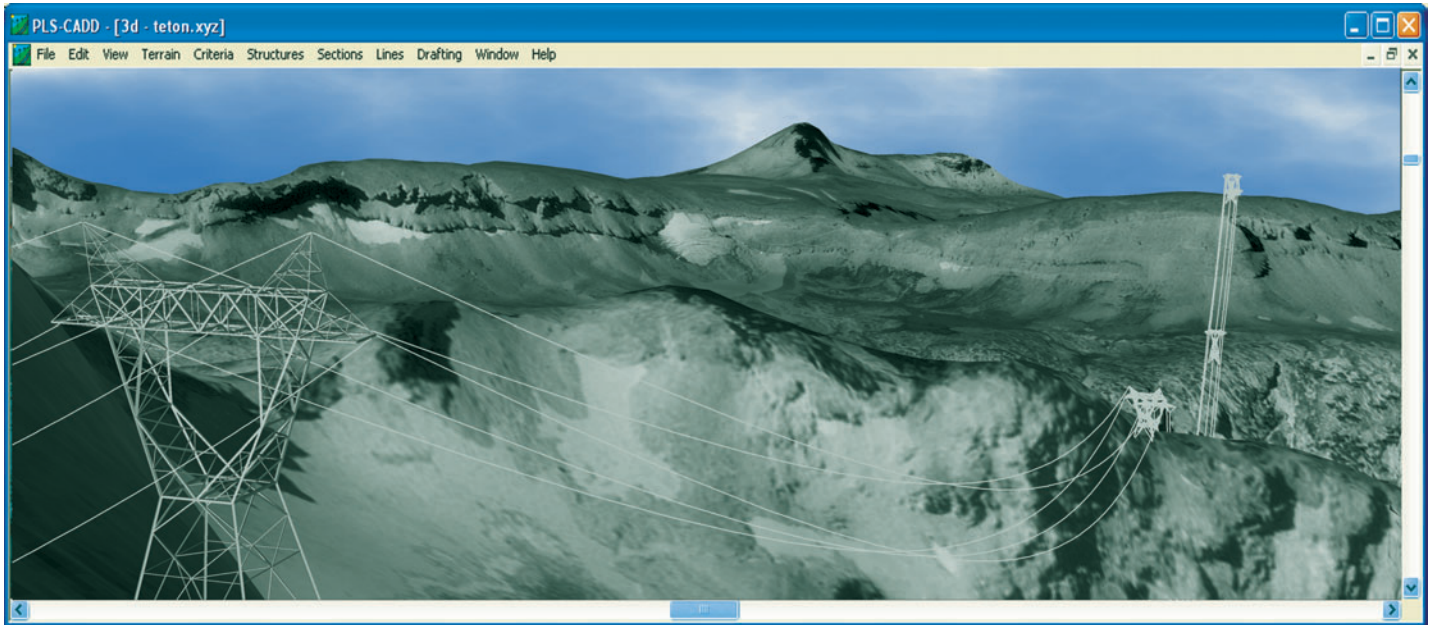 PLS-CADD - [3d - teton.xyz]
File Edit View Terrain Criteria Structures Sections Lines Drafting Window Help